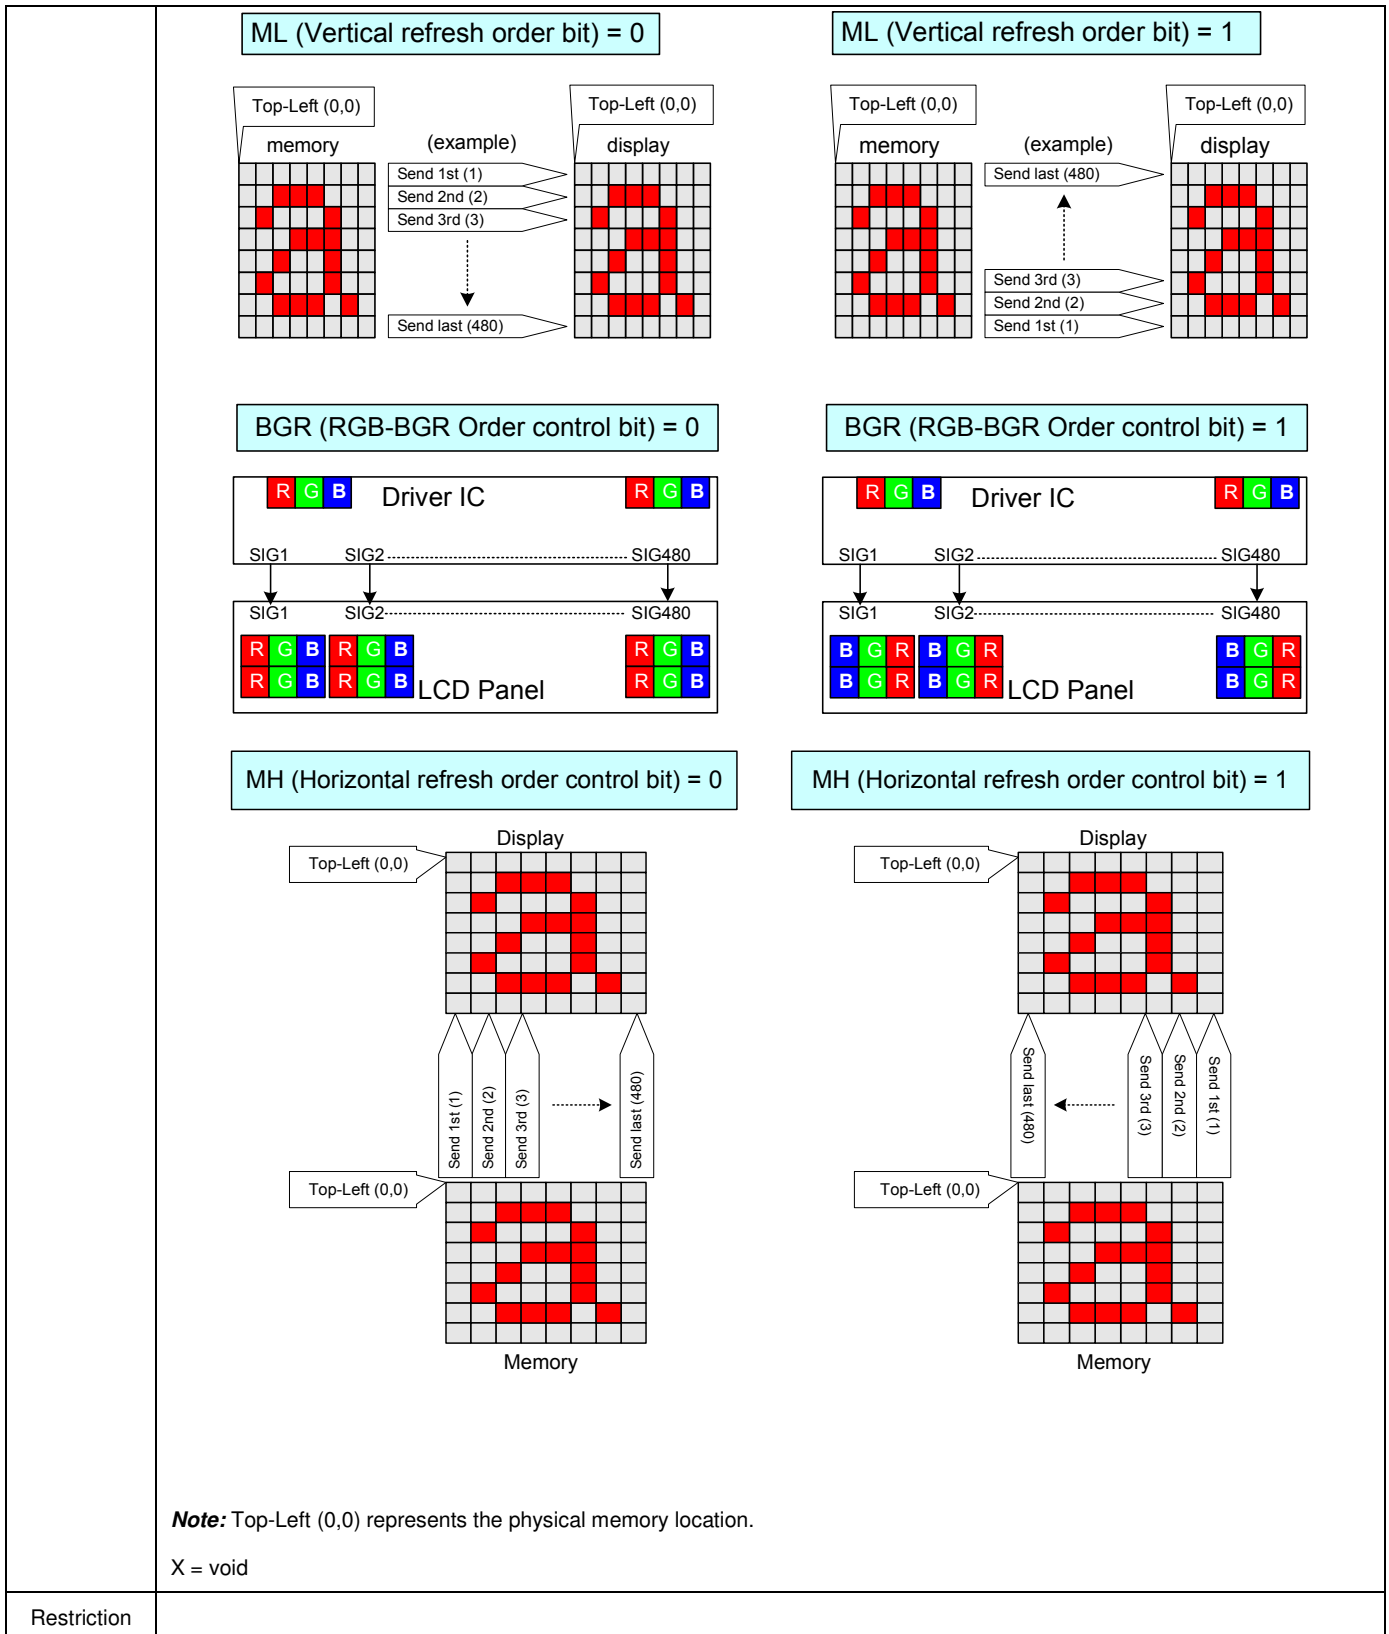 ML (Vertical refresh order bit) = 0
ML (Vertical refresh order bit) = 1
Top-Left (0,0)
Top-Left (0,0)
Top-Left (0,0)
Top-Left (0,0)
memory
(example)
display
memory
(example)
display
Send 1st (1)
Send 2nd (2)
Send 3rd (3)
Send last (480)
Send last (480)
Send 3rd (3)
Send 2nd (2)
Send 1st (1)
BGR (RGB-BGR Order control bit) = 0
BGR (RGB-BGR Order control bit) = 1
R G B Driver IC R G B
SIG1 SIG2 SIG480
SIG1 SIG2 SIG480
R G B R G B R G B
R G B R G B LCD Panel R G B
R G B Driver IC R G B
SIG1 SIG2 SIG480
SIG1 SIG2 SIG480
B G R B G R B G R
B G R B G R LCD Panel B G R
MH (Horizontal refresh order control bit) = 0
MH (Horizontal refresh order control bit) = 1
Display
Top-Left (0,0)
Send 1st (1)
Send 2nd (2)
Send 3rd (3)
Send last (480)
Top-Left (0,0)
Memory
Display
Top-Left (0,0)
Send last (480)
Send 3rd (3)
Send 2nd (2)
Send 1st (1)
Top-Left (0,0)
Memory
Note: Top-Left (0,0) represents the physical memory location.
X = void
Restriction